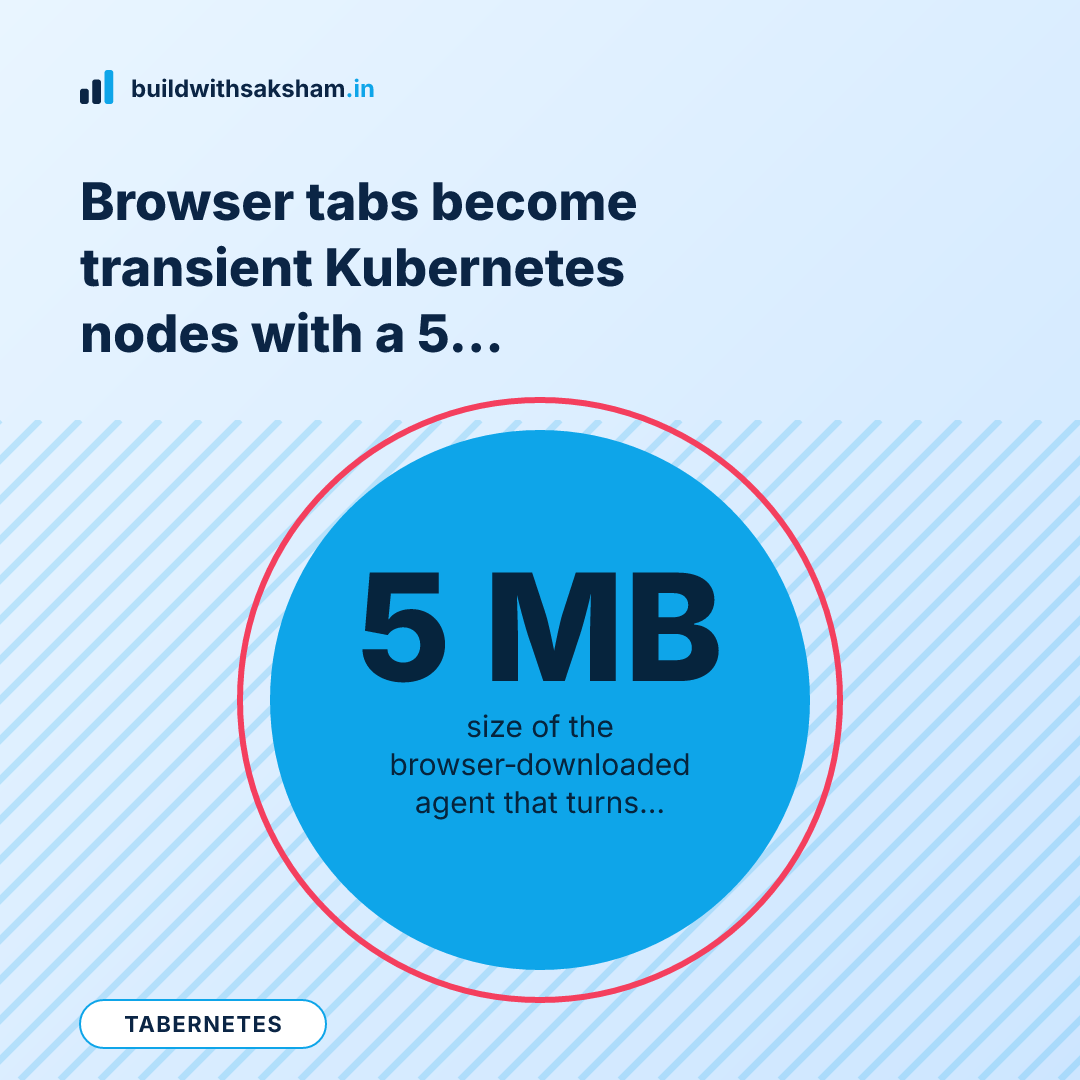 buildwithsaksham.in
Browser tabs become
transient Kubernetes
nodes with a 5...
5 MB
size of the
browser-downloaded
agent that turns...
TABERNETES